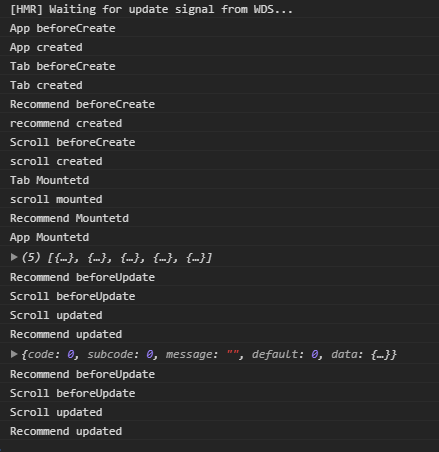 [HMR] Waiting for update signal from WDS...
App beforeCreate
App created
Tab beforeCreate
Tab created
Recommend beforeCreate
recommend created
Scroll beforeCreate
scroll created
Tab Mountetd
scroll mounted
Recommend Mountetd
App Mountetd
▶(5) [{…}, {…}, {…}, {…}, {…}]
Recommend beforeUpdate
Scroll beforeUpdate
Scroll updated
Recommend updated
▶{code: 0, subcode: 0, message: "", default: 0, data: {…}}
Recommend beforeUpdate
Scroll beforeUpdate
Scroll updated
Recommend updated